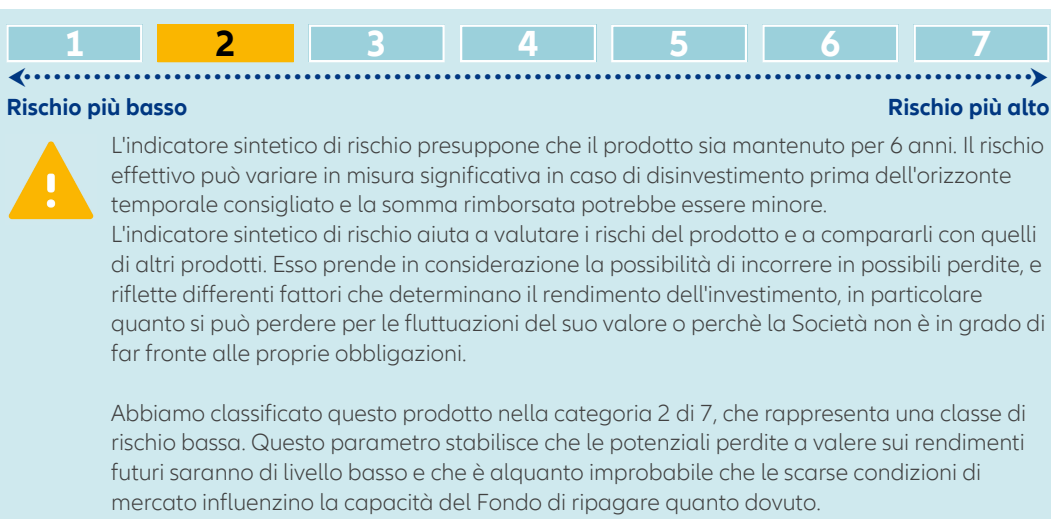 1 2 3 4 5 6 7
Rischio più basso Rischio più alto
L'indicatore sintetico di rischio presuppone che il prodotto sia mantenuto per 6 anni. Il rischio
effettivo può variare in misura significativa in caso di disinvestimento prima dell'orizzonte
temporale consigliato e la somma rimborsata potrebbe essere minore.
L'indicatore sintetico di rischio aiuta a valutare i rischi del prodotto e a compararli con quelli
di altri prodotti. Esso prende in considerazione la possibilità di incorrere in possibili perdite, e
riflette differenti fattori che determinano il rendimento dell'investimento, in particolare
quanto si può perdere per le fluttuazioni del suo valore o perchè la Società non è in grado di
far fronte alle proprie obbligazioni.
Abbiamo classificato questo prodotto nella categoria 2 di 7, che rappresenta una classe di
rischio bassa. Questo parametro stabilisce che le potenziali perdite a valere sui rendimenti
futuri saranno di livello basso e che è alquanto improbabile che le scarse condizioni di
mercato influenzino la capacità del Fondo di ripagare quanto dovuto.